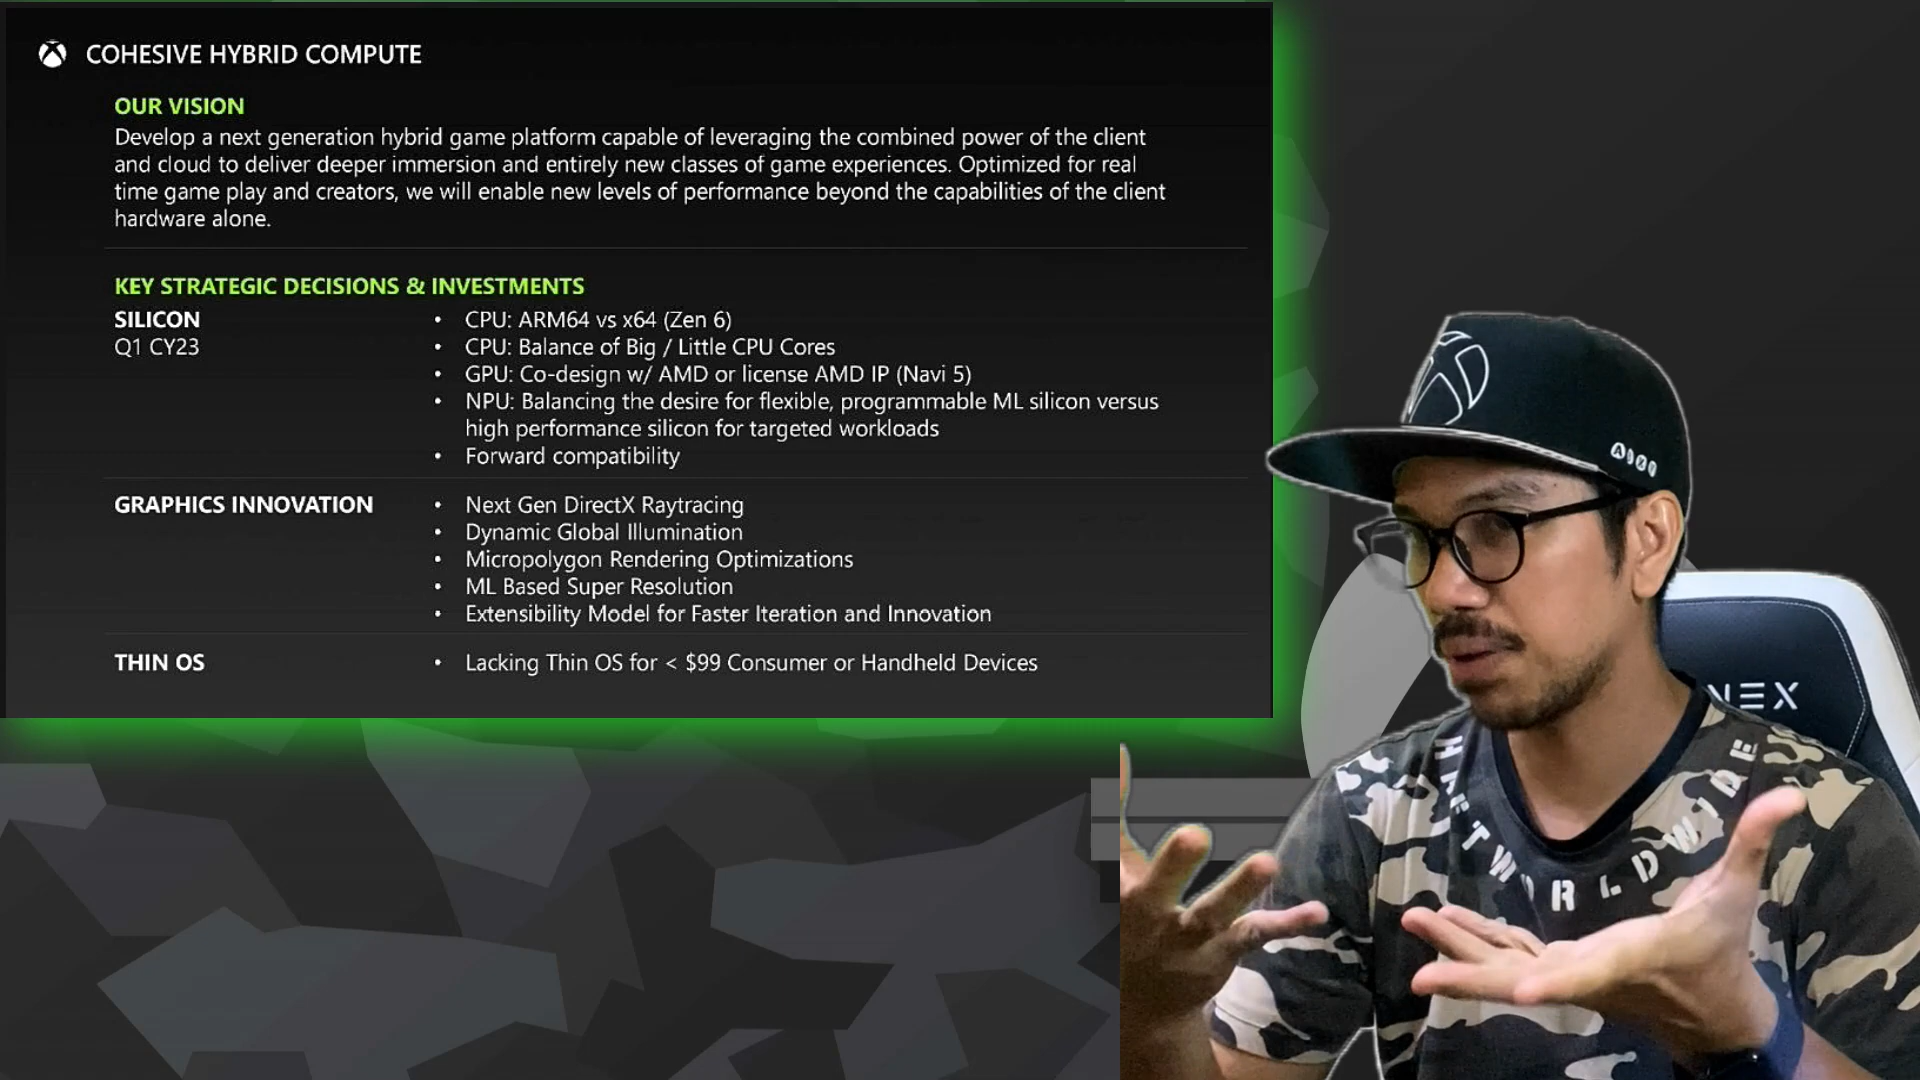 COHESIVE HYBRID COMPUTE
OUR VISION
Develop a next generation hybrid game platform capable of leveraging the combined power of the client
and cloud to deliver deeper immersion and entirely new classes of game experiences. Optimized for real
time game play and creators, we will enable new levels of performance beyond the capabilities of the client
hardware alone.
KEY STRATEGIC DECISIONS & INVESTMENTS
SILICON
Q1 CY23
• CPU: ARM64 vs x64 (Zen 6)
• CPU: Balance of Big / Little CPU Cores
• GPU: Co-design w/ AMD or license AMD IP (Navi 5)
• NPU: Balancing the desire for flexible, programmable ML silicon versus
high performance silicon for targeted workloads
• Forward compatibility
GRAPHICS INNOVATION
• Next Gen DirectX Raytracing
• Dynamic Global Illumination
• Micropolygon Rendering Optimizations
• ML Based Super Resolution
• Extensibility Model for Faster Iteration and Innovation
THIN OS
• Lacking Thin OS for < $99 Consumer or Handheld Devices